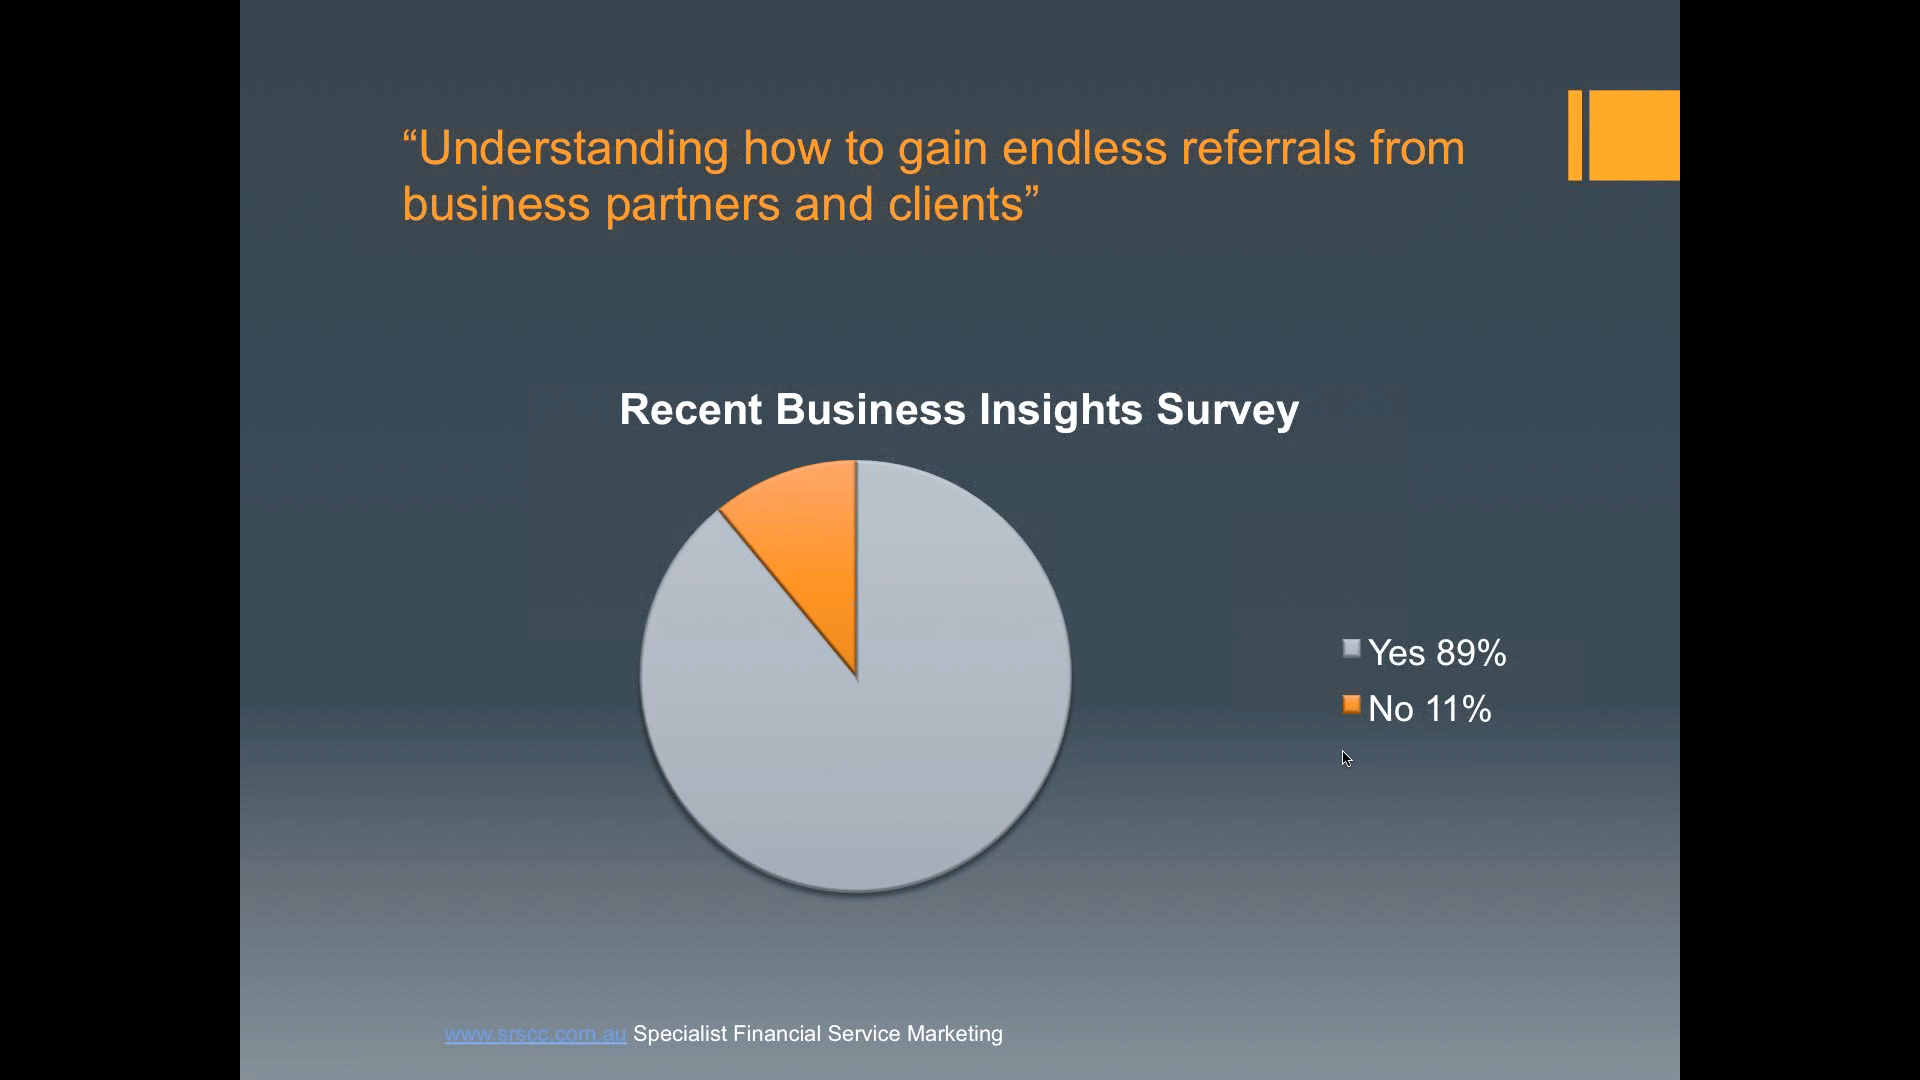 “Understanding how to gain endless referrals from
business partners and clients”
Recent Business Insights Survey
Yes 89%
No 11%
www.srscc.com.au Specialist Financial Service Marketing